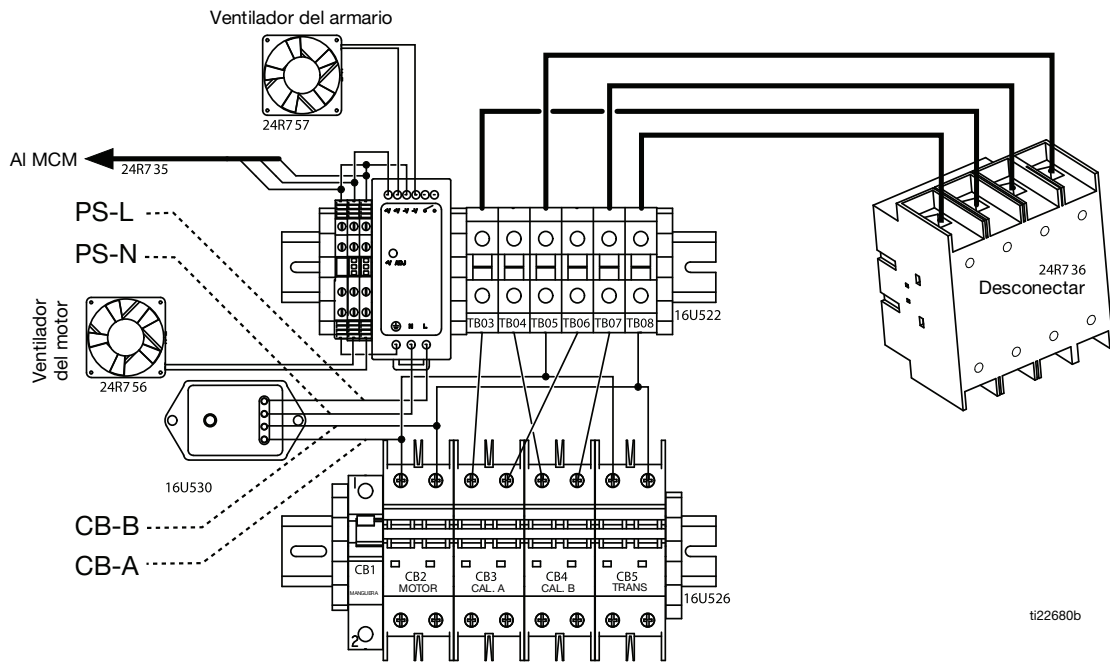 Ventilador del armario
24R757
Al MCM
24R735
PS-L
PS-N
+V +V +V -V -V
+V ADJ
N L
TB03 TB04 TB05 TB06 TB07 TB08
16U522
24R736
Desconectar
Ventilador
del motor
24R756
16U530
CB-B
CB-A
1
CB1
MANGUERA
2
CB2
MOTOR
CB3
CAL. A
CB4
CAL. B
CB5
TRANS
16U526
ti22680b